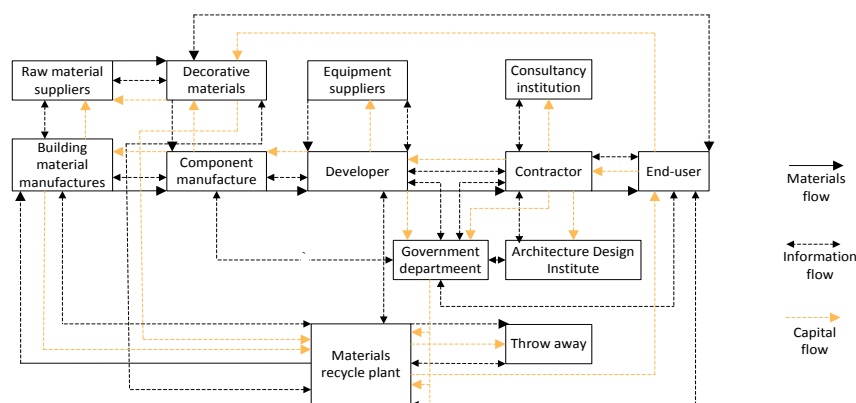 Raw material
suppliers
Decorative
materials
Equipment
suppliers
Consultancy
institution
Building
material
manufactures
Component
manufacture
Developer
Contractor
End-user
Materials
flow
Government
departmeent
Architecture Design
Institute
Information
flow
Materials
recycle plant
Throw away
Capital
flow